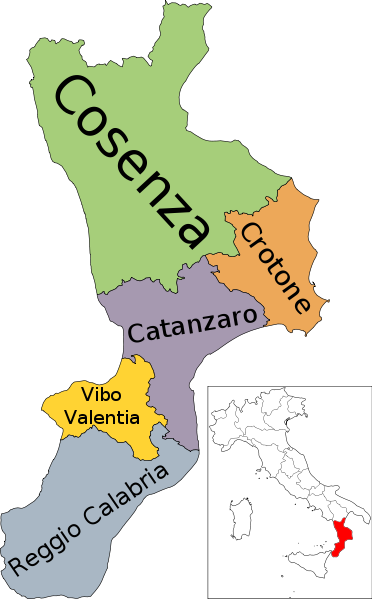 Cosenza
Crotone
Catanzaro
Vibo
Valentia
Reggio Calabria